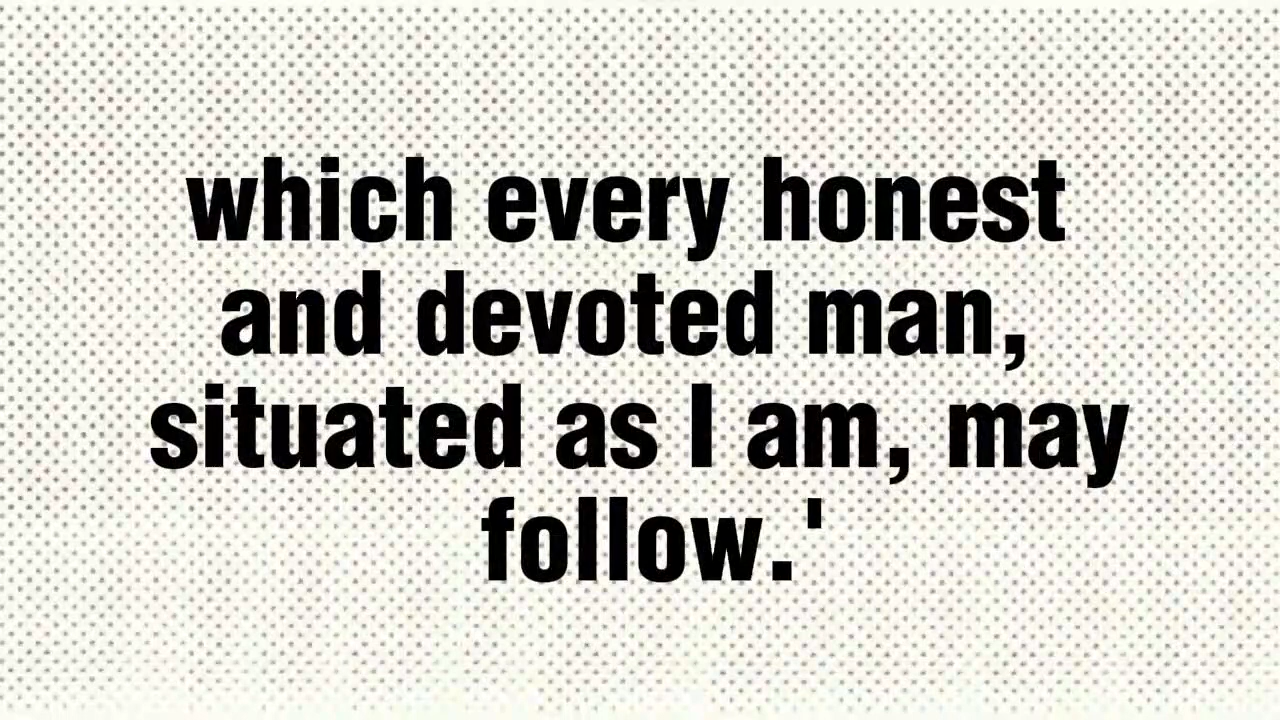 which every honest
and devoted man,
situated as I am, may
follow.'